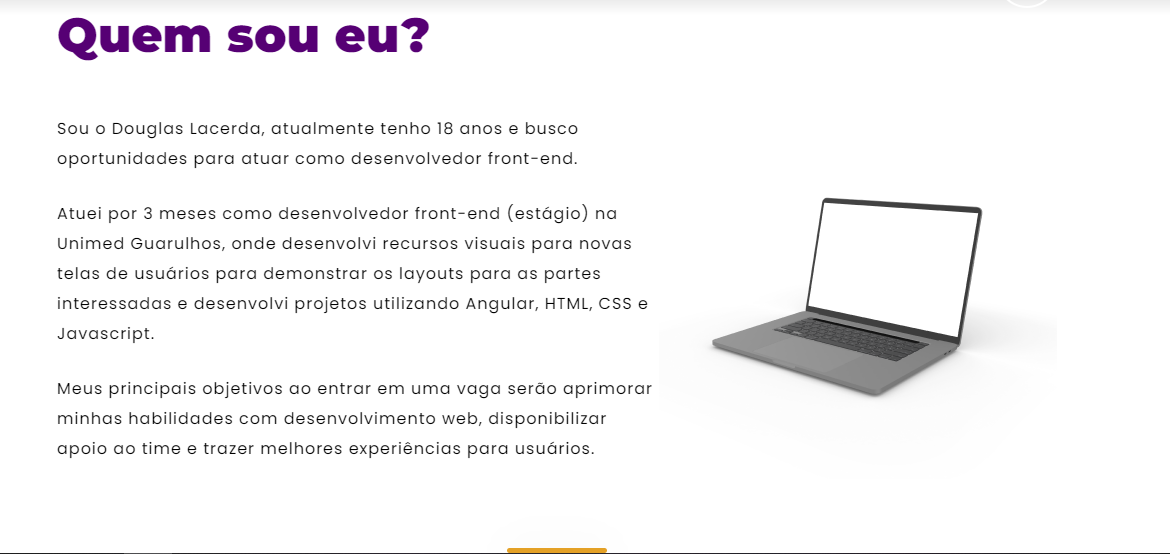 Quem sou eu?
Sou o Douglas Lacerda, atualmente tenho 18 anos e busco
oportunidades para atuar como desenvolvedor front-end.
Atuei por 3 meses como desenvolvedor front-end (estágio) na
Unimed Guarulhos, onde desenvolvi recursos visuais para novas
telas de usuários para demonstrar os layouts para as partes
interessadas e desenvolvi projetos utilizando Angular, HTML, CSS e
Javascript.
Meus principais objetivos ao entrar em uma vaga serão aprimorar
minhas habilidades com desenvolvimento web, disponibilizar
apoio ao time e trazer melhores experiências para usuários.